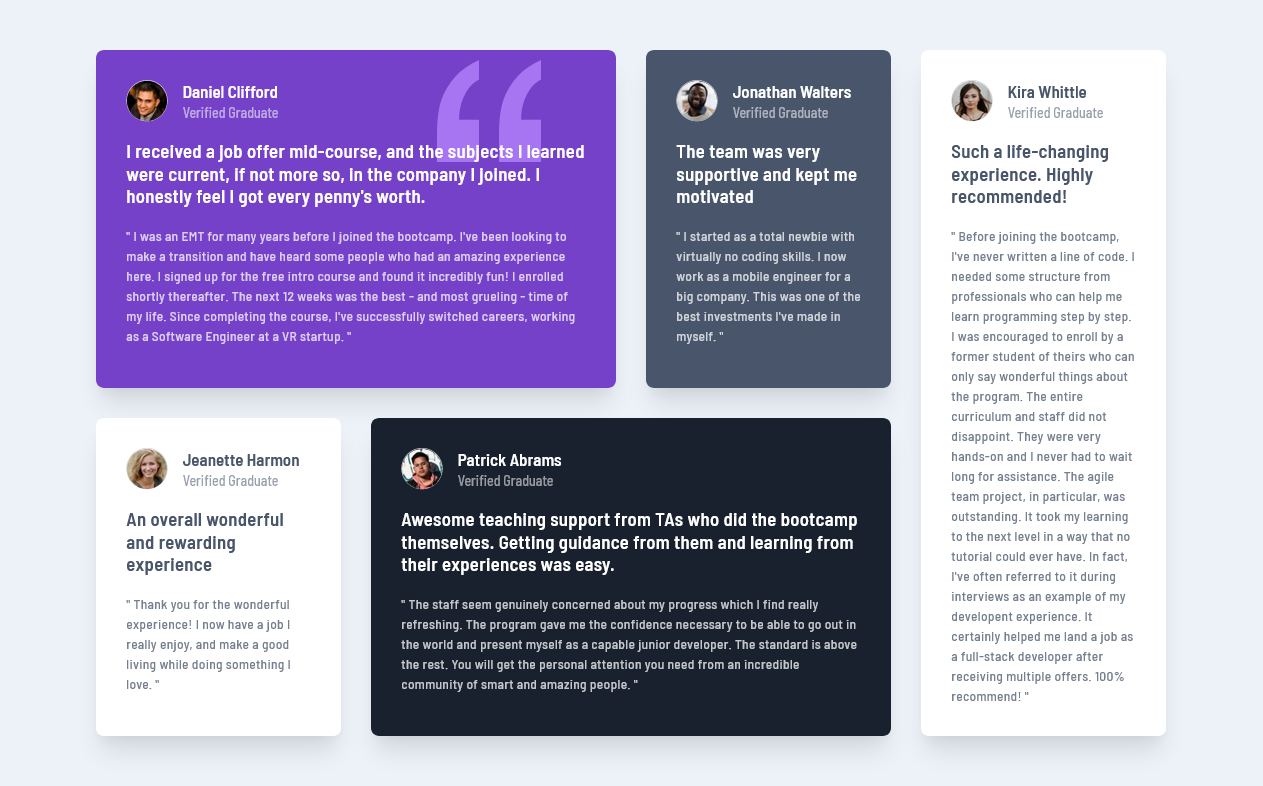 Daniel Clifford
Verified Graduate
I received a job offer mid-course, and the subjects I learned
were current, if not more so, in the company I joined. I
honestly feel I got every penny's worth.
" I was an EMT for many years before I joined the bootcamp. I've been looking to
make a transition and have heard some people who had an amazing experience
here. I signed up for the free intro course and found it incredibly fun! I enrolled
shortly thereafter. The next 12 weeks was the best - and most grueling - time of
my life. Since completing the course, I've successfully switched careers, working
as a Software Engineer at a VR startup. "
Jonathan Walters
Verified Graduate
The team was very
supportive and kept me
motivated
" I started as a total newbie with
virtually no coding skills. I now
work as a mobile engineer for a
big company. This was one of the
best investments I've made in
myself. "
Kira Whittle
Verified Graduate
Such a life-changing
experience. Highly
recommended!
" Before joining the bootcamp,
I've never written a line of code. I
needed some structure from
professionals who can help me
learn programming step by step.
I was encouraged to enroll by a
former student of theirs who can
only say wonderful things about
the program. The entire
curriculum and staff did not
disappoint. They were very
hands-on and I never had to wait
long for assistance. The agile
team project, in particular, was
outstanding. It took my learning
to the next level in a way that no
tutorial could ever have. In fact,
I've often referred to it during
interviews as an example of my
developent experience. It
certainly helped me land a job as
a full-stack developer after
receiving multiple offers. 100%
recommend! "
Jeanette Harmon
Verified Graduate
An overall wonderful
and rewarding
experience
" Thank you for the wonderful
experience! I now have a job I
really enjoy, and make a good
living while doing something I
love. "
Patrick Abrams
Verified Graduate
Awesome teaching support from TAs who did the bootcamp
themselves. Getting guidance from them and learning from
their experiences was easy.
" The staff seem genuinely concerned about my progress which I find really
refreshing. The program gave me the confidence necessary to be able to go out in
the world and present myself as a capable junior developer. The standard is above
the rest. You will get the personal attention you need from an incredible
community of smart and amazing people. "